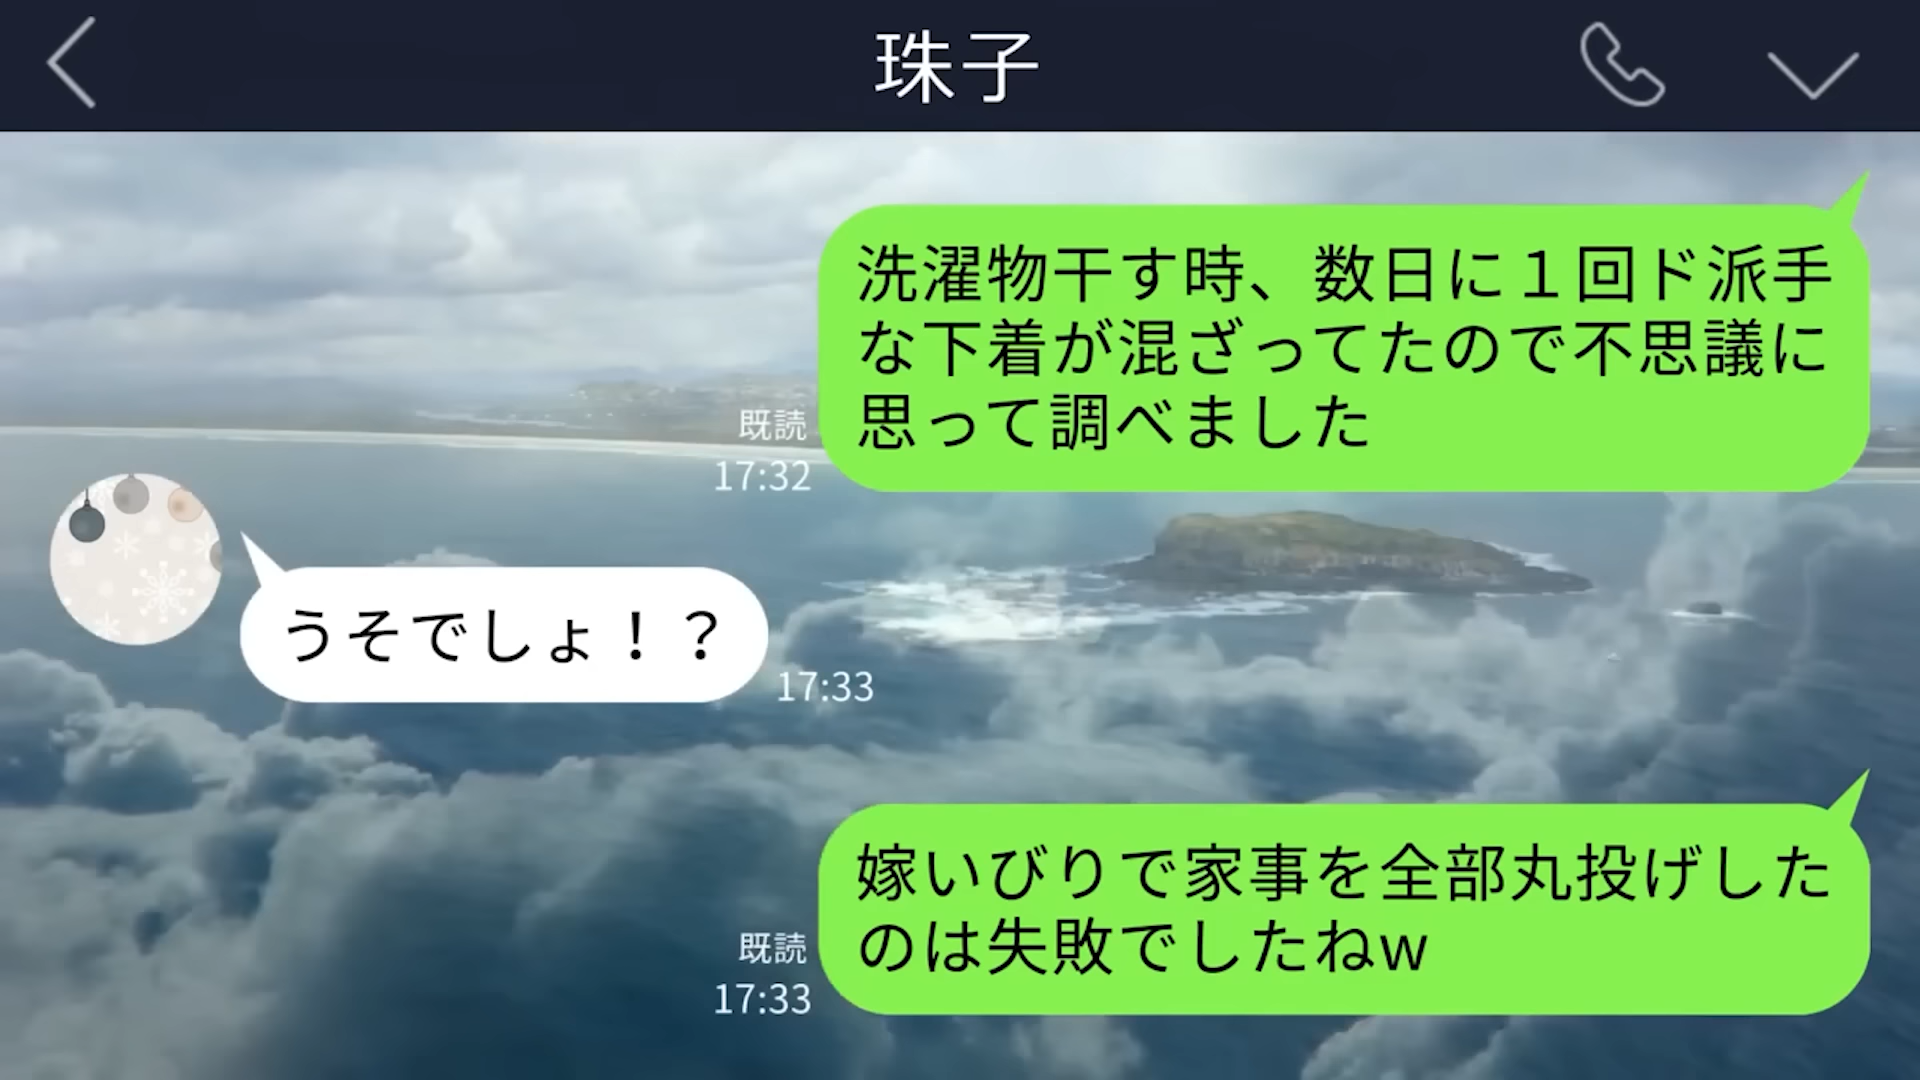 珠子
洗濯物干す時、数日に１回ド派手
な下着が混ざってたので不思議に
思って調べました
既読
17:32
うそでしょ！？
17:33
嫁いびりで家事を全部丸投げした
のは失敗でしたねw
既読
17:33